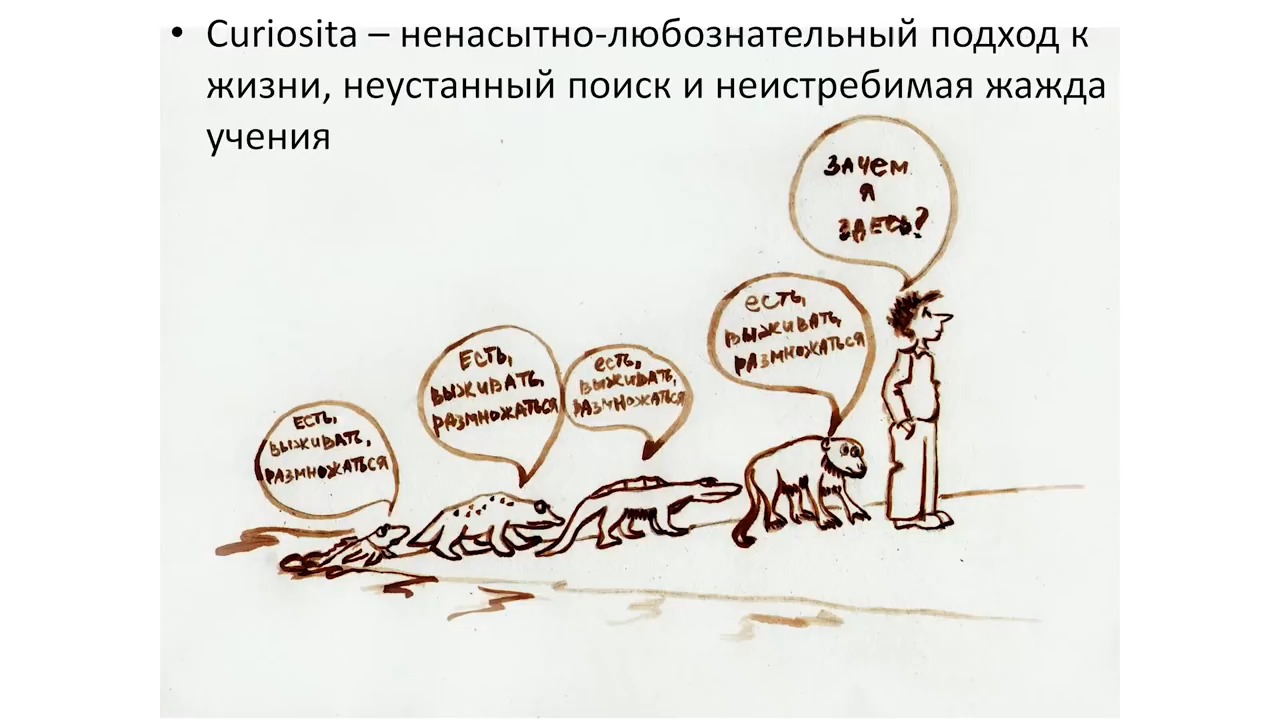 • Curiosita – ненасытно-любознательный подход к
жизни, неустанный поиск и неистребимая жажда
учения
зачем
я
здесь?
есть,
выживать,
размножаться
Есть,
выживать,
размножаться
есть,
выживать,
размножаться
есть,
выживать,
размножаться